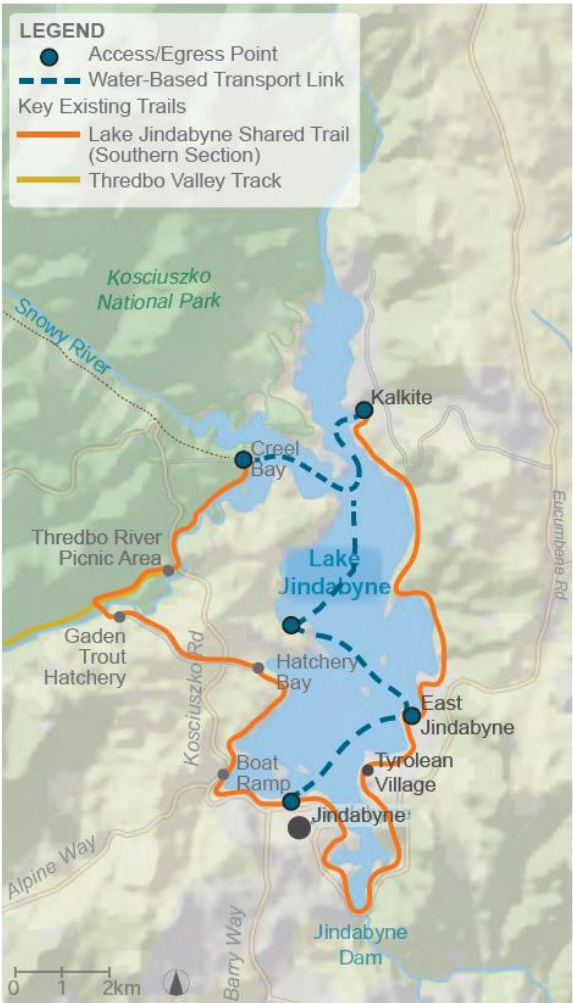 LEGEND
Access/Egress Point
Water-Based Transport Link
Key Existing Trails
Lake Jindabyne Shared Trail
(Southern Section)
Thredbo Valley Track
Kosciuszko
National Park
Snowy River
Kalkite
Creel
Bay
Eucumbene Rd
Thredbo River
Picnic Area
Lake
Jindabyne
Gaden
Trout
Hatchery
Kosciuszko Rd
Hatchery
Bay
East
Jindabyne
Boat
Ramp
Tyrolean
Village
Jindabyne
Alpine Way
Barry Way
Jindabyne
Dam
0 1 2km